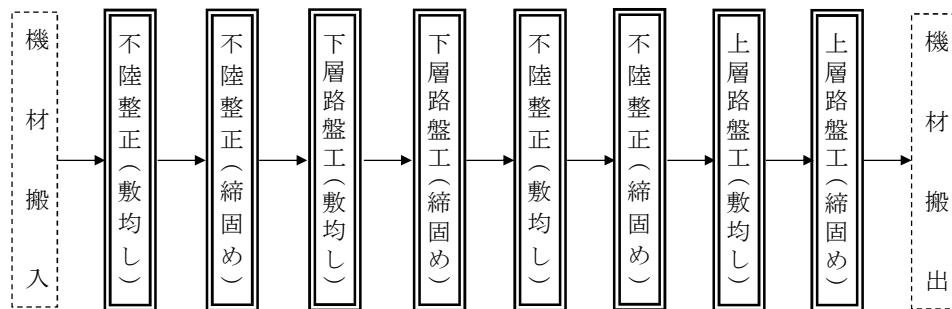 機材搬入
不陸整正(敷均し)
不陸整正(締固め)
下層路盤工(敷均し)
下層路盤工(締固め)
不陸整正(敷均し)
不陸整正(締固め)
上層路盤工(敷均し)
上層路盤工(締固め)
機材搬出